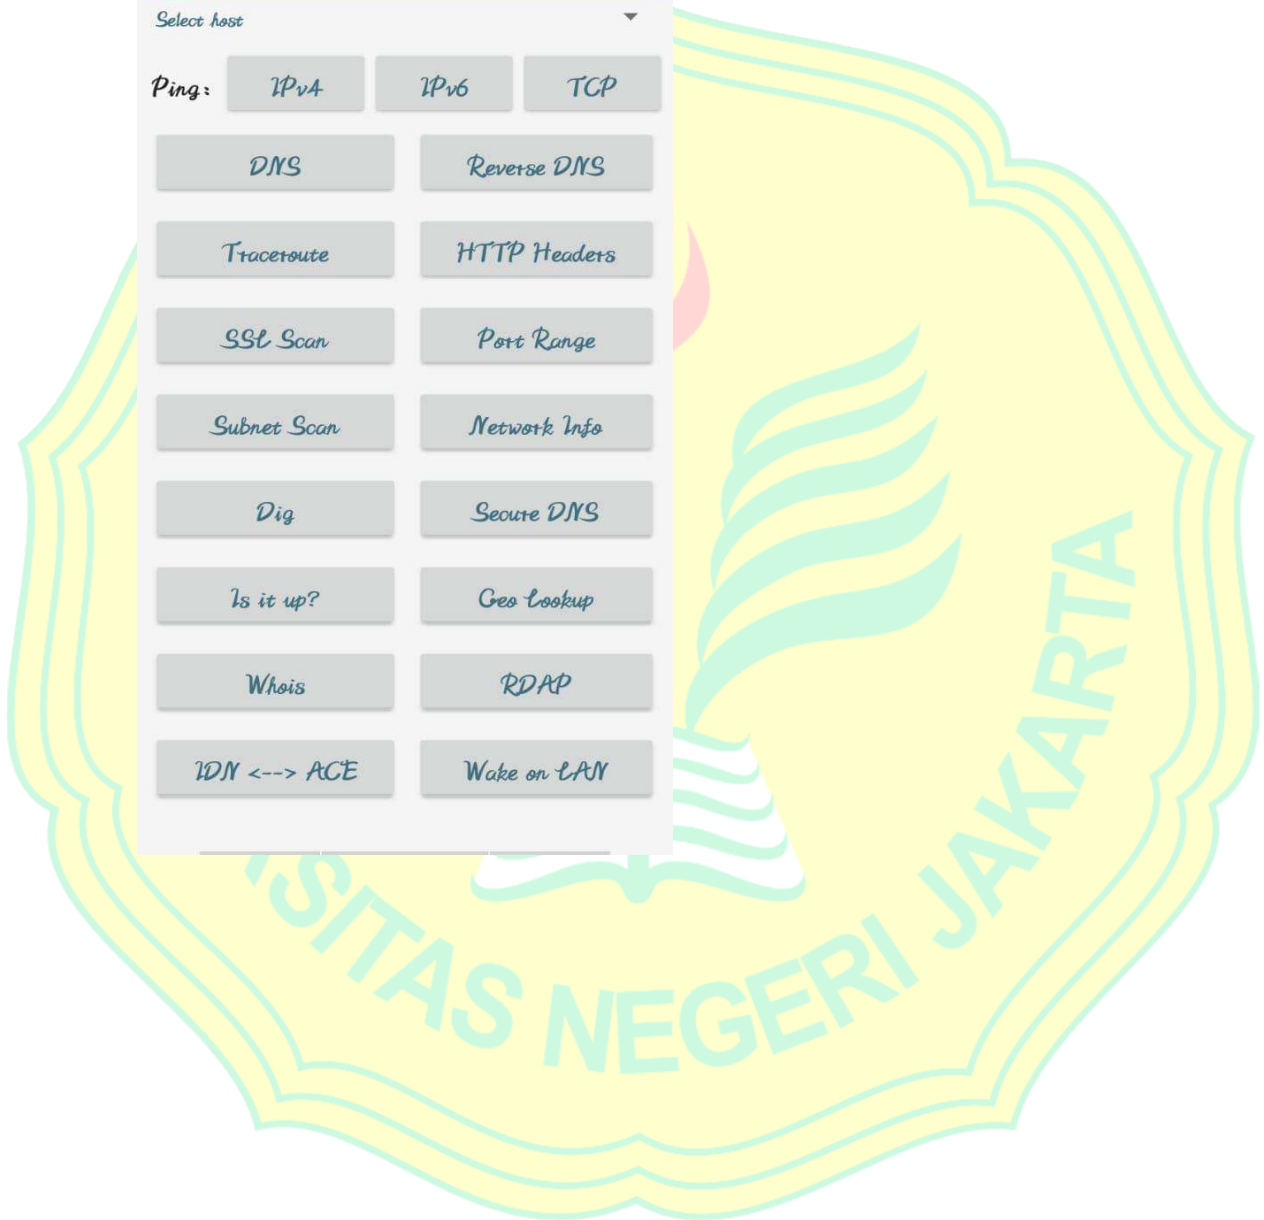 Select host
Ping: IPv4 IPv6 TCP
DNS Reverse DNS
Traceroute HTTP Headers
SSL Scan Port Range
Subnet Scan Network Info
Dig Secure DNS
Is it up? Geo Lookup
Whois RDAP
IDN <--> ACE Wake on LAN
SITAS NEGERI JAKARTA